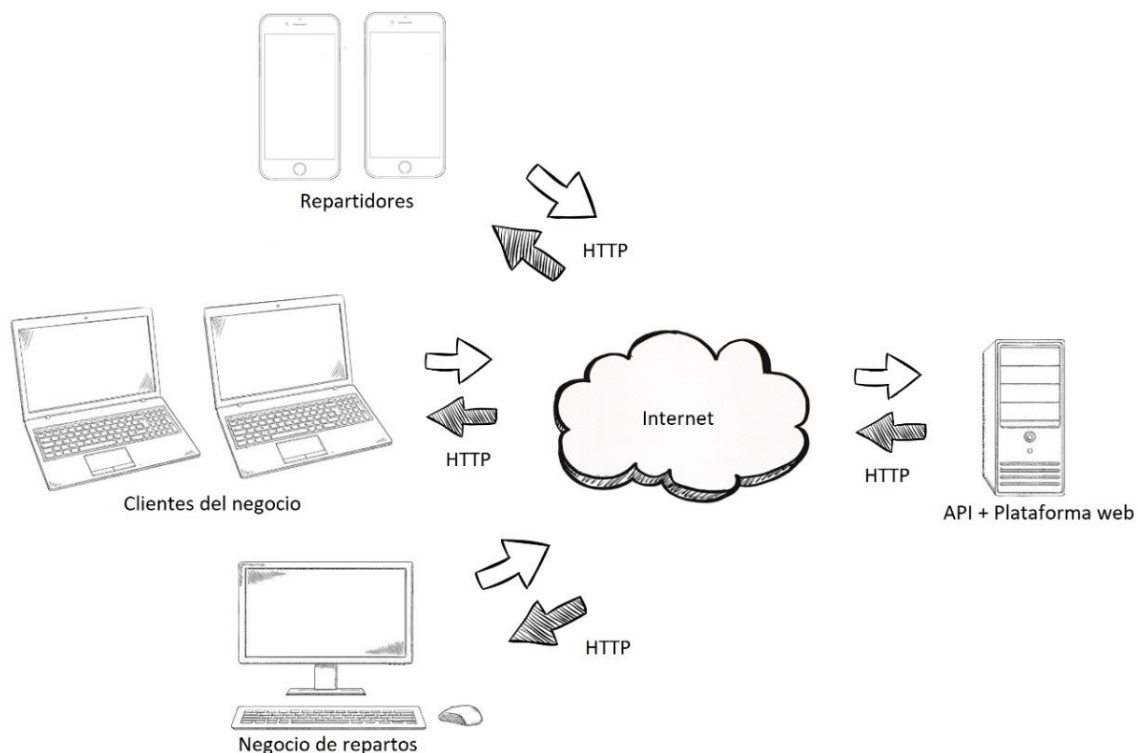 Repartidores
HTTP
Internet
HTTP
HTTP
Clientes del negocio
API + Plataforma web
HTTP
Negocio de repartos